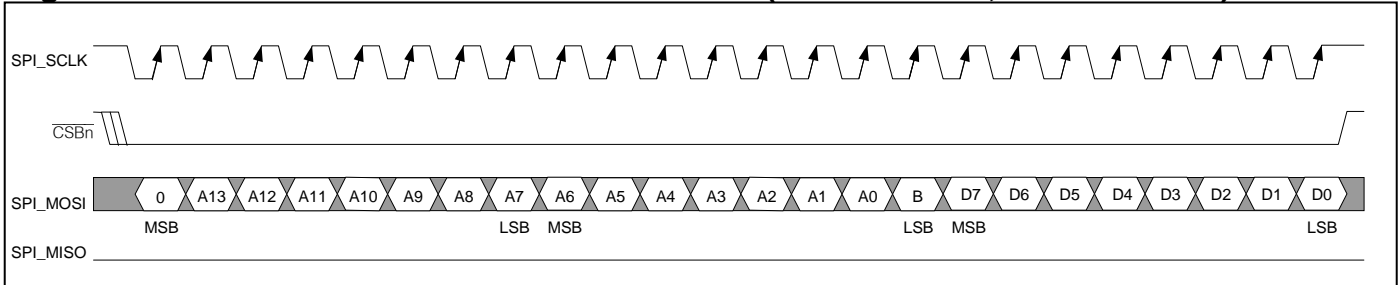 SPI_SCLK
CSBn
SPI_MOSI 0 A13 A12 A11 A10 A9 A8 A7 A6 A5 A4 A3 A2 A1 A0 B D7 D6 D5 D4 D3 D2 D1 D0
MSB LSB MSB LSB MSB LSB
SPI_MISO